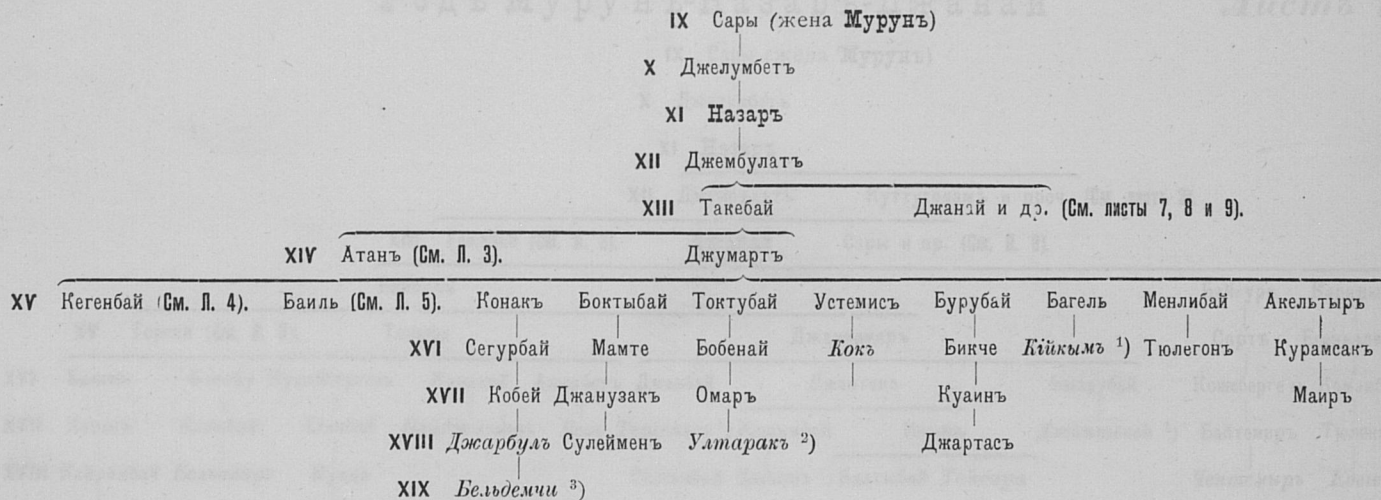 IX Сары (жена Мурунъ)
X Джелумбетъ
XI Назаръ
XII Джембулатъ
XIII Такебай Джанай и др. (См. листы 7, 8 и 9).
XIV Атанъ (См. Л. 3). Джумартъ
XV Кегенбай (См. Л. 4). Баиль (См. Л. 5). Конакъ Боктыбай Токтубай Устемисъ Бурубай Багель Менлибай Акельтыръ
XVI Сегурбай Мамте Бобенай Кокъ Бикче Кійкымъ ¹) Тюлегонъ Курамсакъ
XVII Кобей Джанузакъ Омаръ Куаинъ Маиръ
XVIII Джарбулъ Сулейменъ Ултаракъ ²) Джартасъ
XIX Бельдемчи ³)